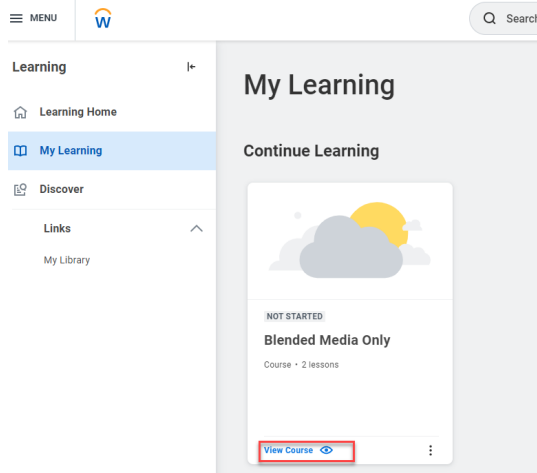 MENU
W
Search
Learning
Learning Home
My Learning
Discover
Links
My Library
My Learning
Continue Learning
NOT STARTED
Blended Media Only
Course • 2 lessons
View Course